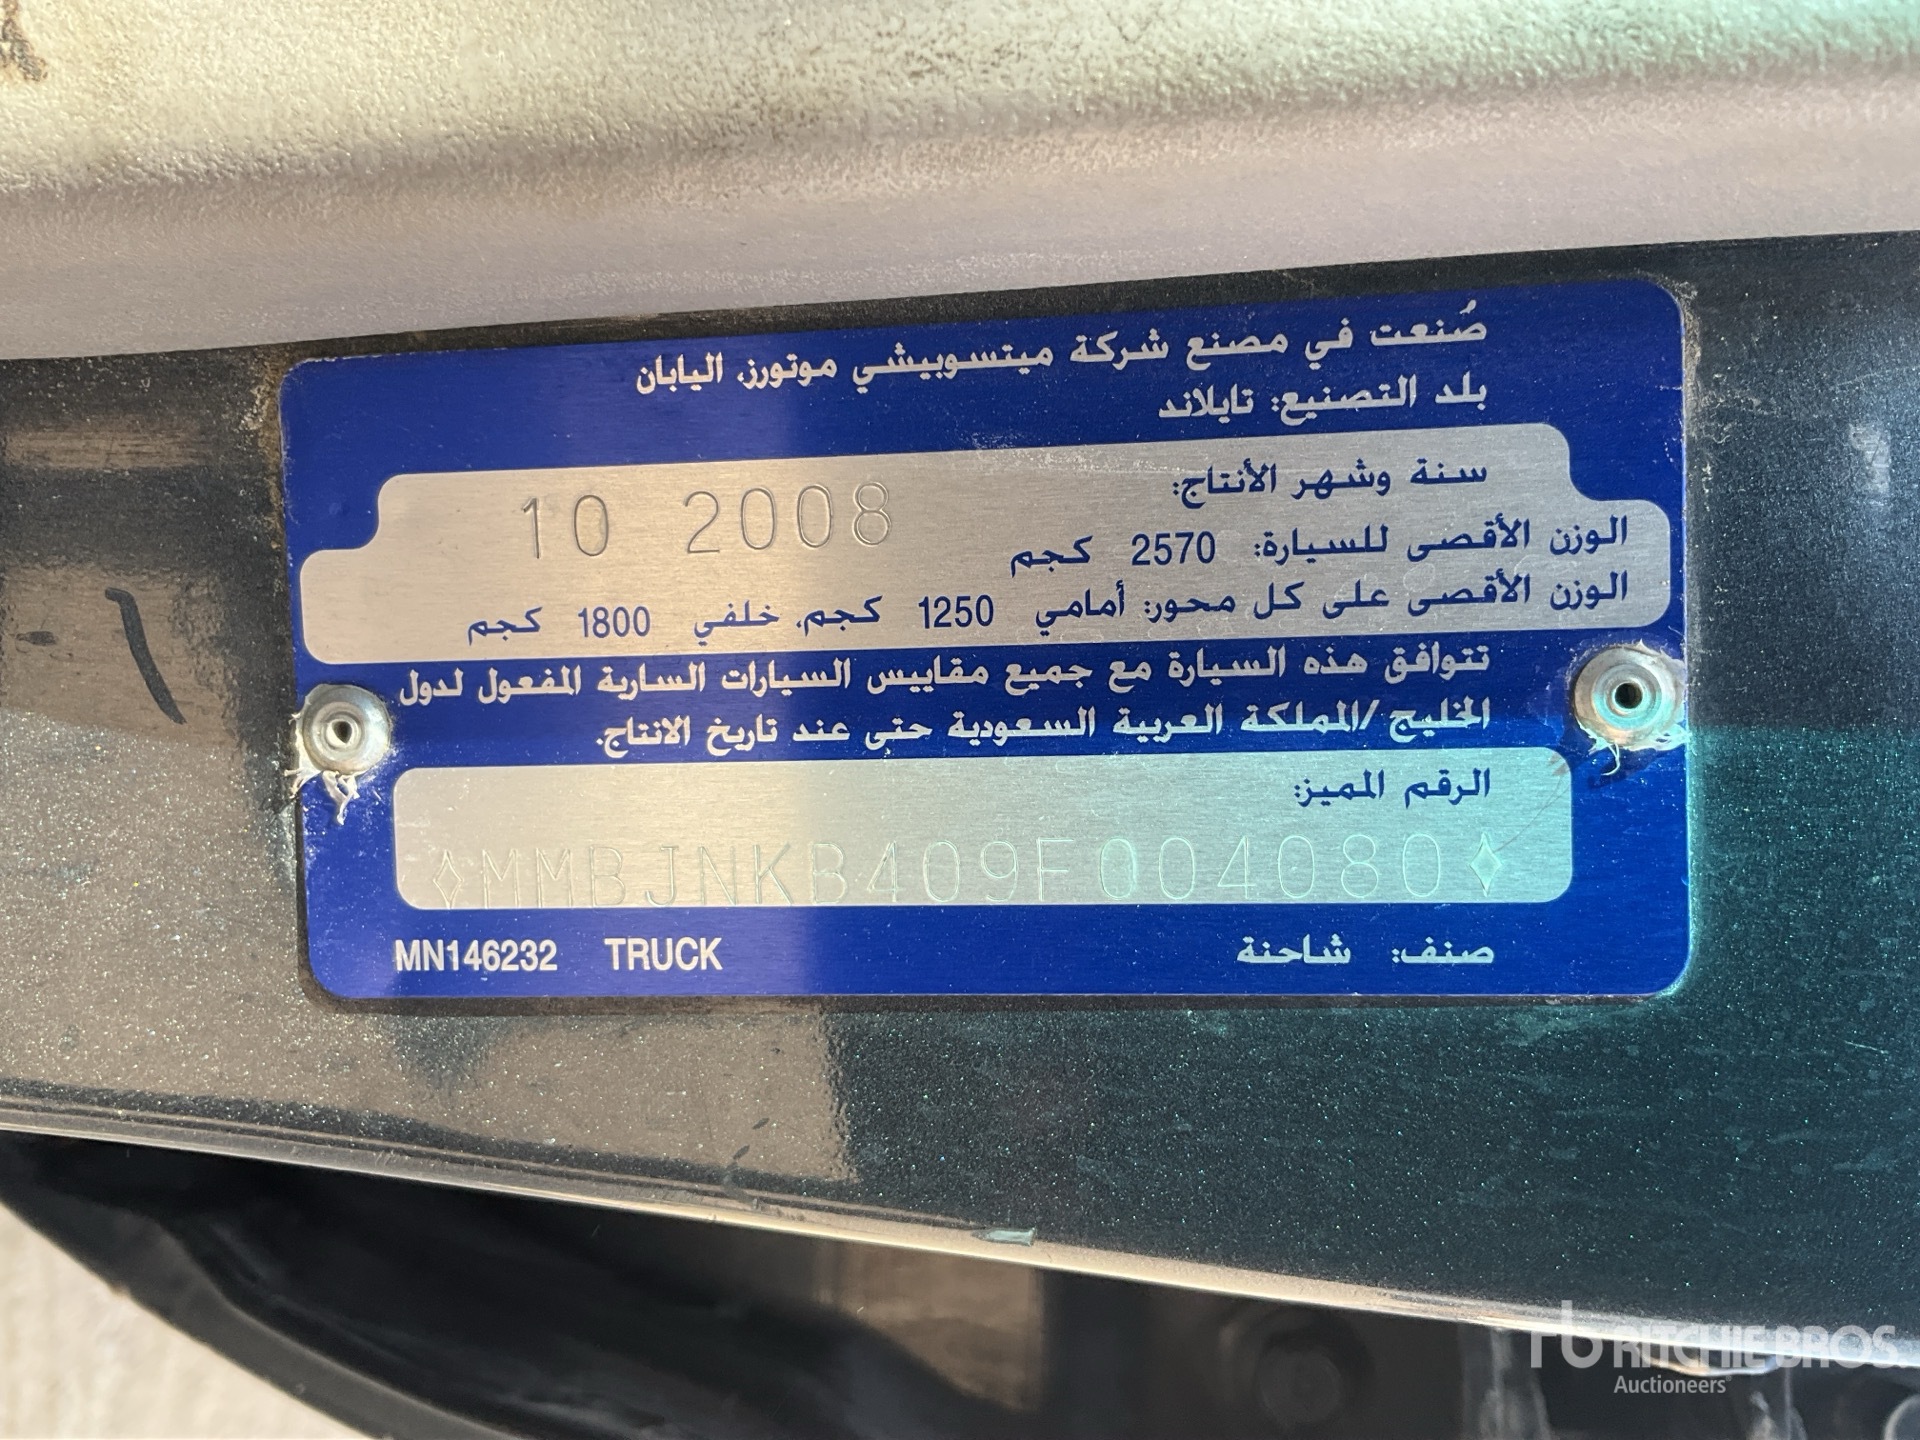 صُنعت في مصنع شركة ميتسوبيشي موتورز، اليابان
بلد التصنيع: تايلاند
سنة وشهر الأنتاج: 10 2008
الوزن الأقصى للسيارة: 2570 كجم
الوزن الأقصى على كل محور: أمامي 1250 كجم، خلفي 1800 كجم
تتوافق هذه السيارة مع جميع مقاييس السيارات السارية المفعول لدول
الخليج /المملكة العربية السعودية حتى عند تاريخ الانتاج.
الرقم المميز:
◊MMBJNKB409F004080◊
صنف: شاحنة TRUCK MN146232
rb RITCHIE BROS.
Auctioneers